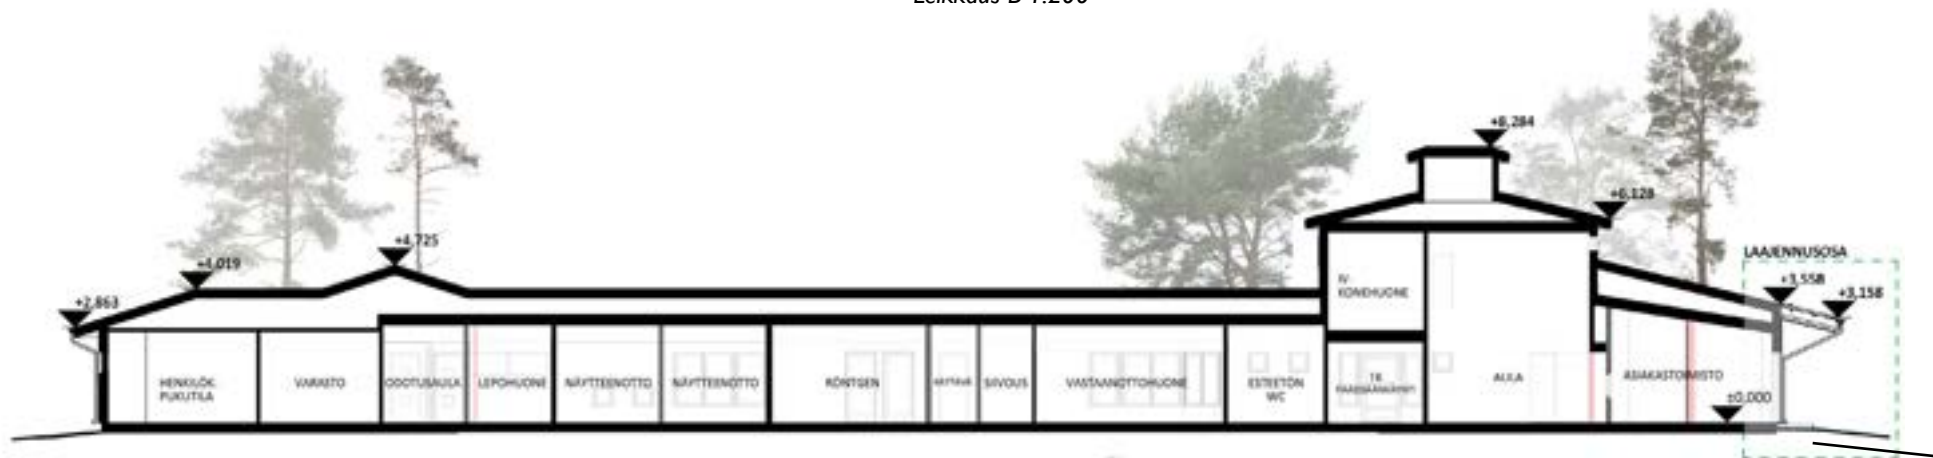 +8,284
+6,128
+4,725
LAAJENNUSOSA
+4,019
+3,558
+3,158
+2,863
IV
KONEHUONE
HENKILÖK.
PUKUTILA
VARASTO
ODOTUSAULA
LEPOHUONE
NÄYTTEENOTTO
NÄYTTEENOTTO
RÖNTGEN
SIIVOUS
VASTAANOTTOHUONE
ESTEETÖN
WC
AULA
ASIAKASTOIMISTO
±0,000